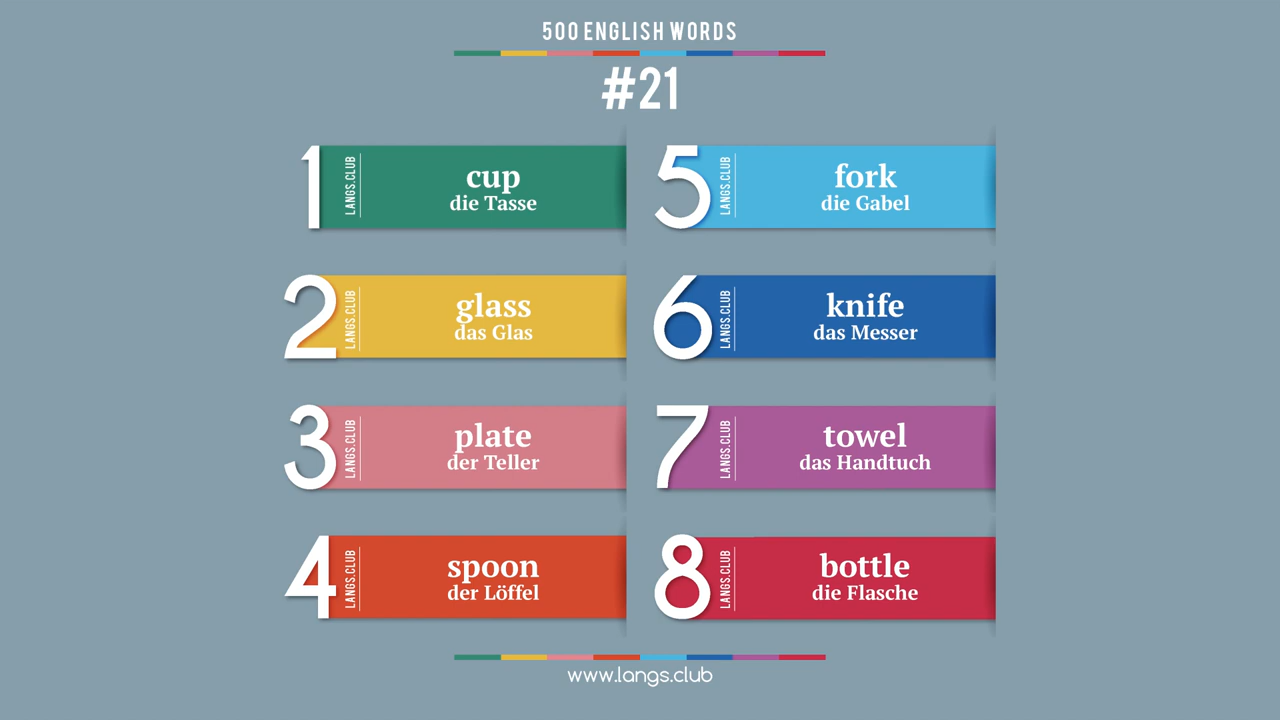 500 ENGLISH WORDS
#21
1
LANGS.CLUB
cup
die Tasse
2
LANGS.CLUB
glass
das Glas
3
LANGS.CLUB
plate
der Teller
4
LANGS.CLUB
spoon
der Löffel
5
LANGS.CLUB
fork
die Gabel
6
LANGS.CLUB
knife
das Messer
7
LANGS.CLUB
towel
das Handtuch
8
LANGS.CLUB
bottle
die Flasche
www.langs.club